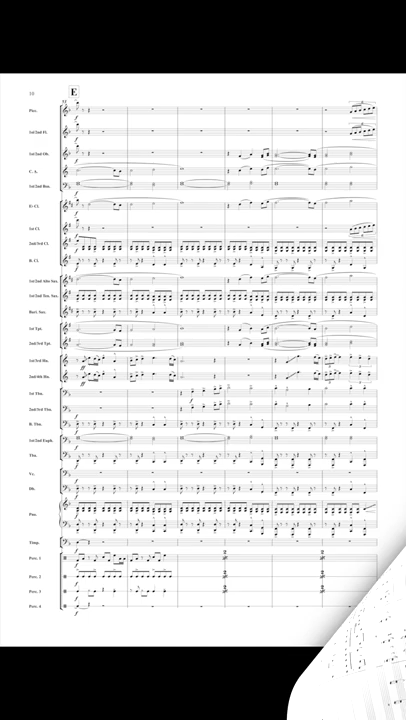 10
E
Picc.
1st/2nd Fl.
1st/2nd Ob.
C. A.
1st/2nd Bsn.
E♭ Cl.
1st Cl.
2nd/3rd Cl.
B. Cl.
1st/2nd Alto Sax.
1st/2nd Ten. Sax.
Bari. Sax.
1st Tpt.
2nd/3rd Tpt.
1st/3rd Hn.
2nd/4th Hn.
1st Tbn.
2nd/3rd Tbn.
B. Tbn.
1st/2nd Euph.
Tba.
Vc.
Db.
Pno.
Timp.
Perc. 1
Perc. 2
Perc. 3
Perc. 4